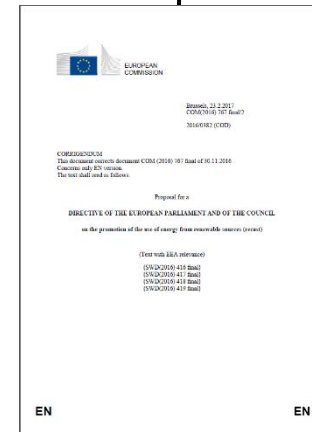 EUROPEAN
COMMISSION
Brussels, 23.2.2017
COM(2016) 767 final/2
2016/0382 (COD)
CORRIGENDUM
This document corrects document COM (2016) 767 final of 30.11.2016
Concerns only EN version
The text shall read as follows:
Proposal for a
DIRECTIVE OF THE EUROPEAN PARLIAMENT AND OF THE COUNCIL
on the promotion of the use of energy from renewable sources (recast)
(Text with EEA relevance)
{SWD(2016) 416 final}
{SWD(2016) 417 final}
{SWD(2016) 418 final}
{SWD(2016) 419 final}
EN EN